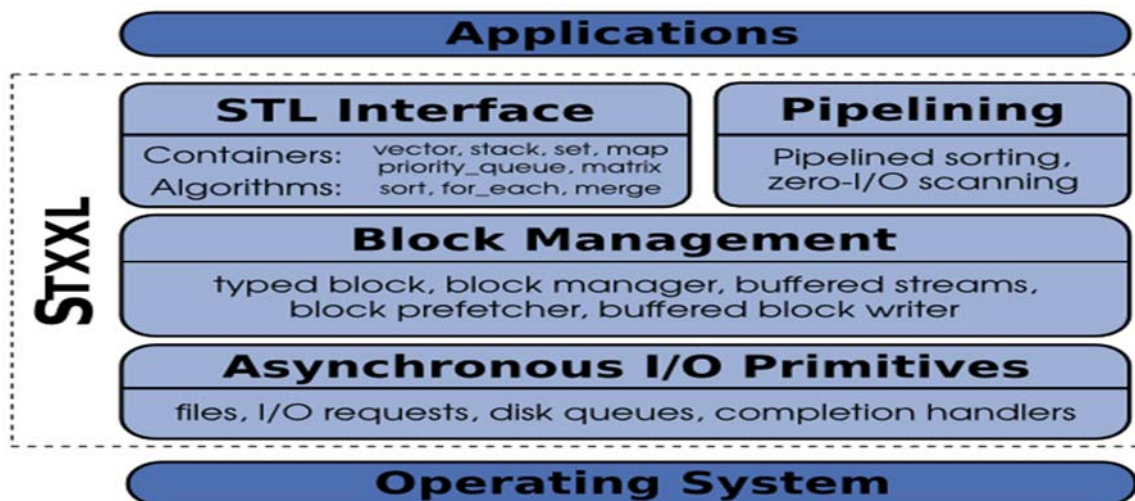 Applications
STXXL
STL Interface
Containers: vector, stack, set, map
priority_queue, matrix
Algorithms: sort, for_each, merge
Pipelining
Pipelined sorting,
zero-I/O scanning
Block Management
typed block, block manager, buffered streams,
block prefetcher, buffered block writer
Asynchronous I/O Primitives
files, I/O requests, disk queues, completion handlers
Operating System